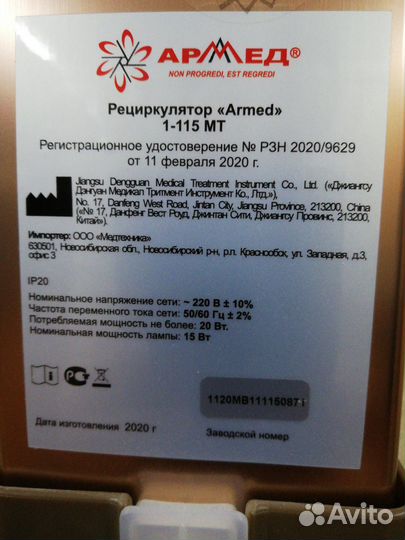 АРМЕД®
NON PROGREDI, EST REGREDI
Рециркулятор «Armed»
1-115 МТ
Регистрационное удостоверение № РЗН 2020/9629
от 11 февраля 2020 г.
Jiangsu Dengguan Medical Treatment Instrument Co., Ltd. («Джиангсу
Дэнгуан Медикал Тритмент Инструмент Ко., Лтд.»),
No. 17, Danfeng West Road, Jintan City, Jiangsu Province, 213200, China
(«№ 17, Данфенг Вест Роуд, Джинтан Сити, Джиангсу Провинс, 213200,
Китай»).
Импортер: ООО «Медтехника»
630501, Новосибирская обл., Новосибирский р-н, р.п. Краснообск, ул. Западная, д.3,
офис 3
IP20
Номинальное напряжение сети: ~ 220 В ± 10%
Частота переменного тока сети: 50/60 Гц ± 2%
Потребляемая мощность не более: 20 Вт.
Номинальная мощность лампы: 15 Вт
1120МВ111150871
Дата изготовления 2020 г
Заводской номер
Avito